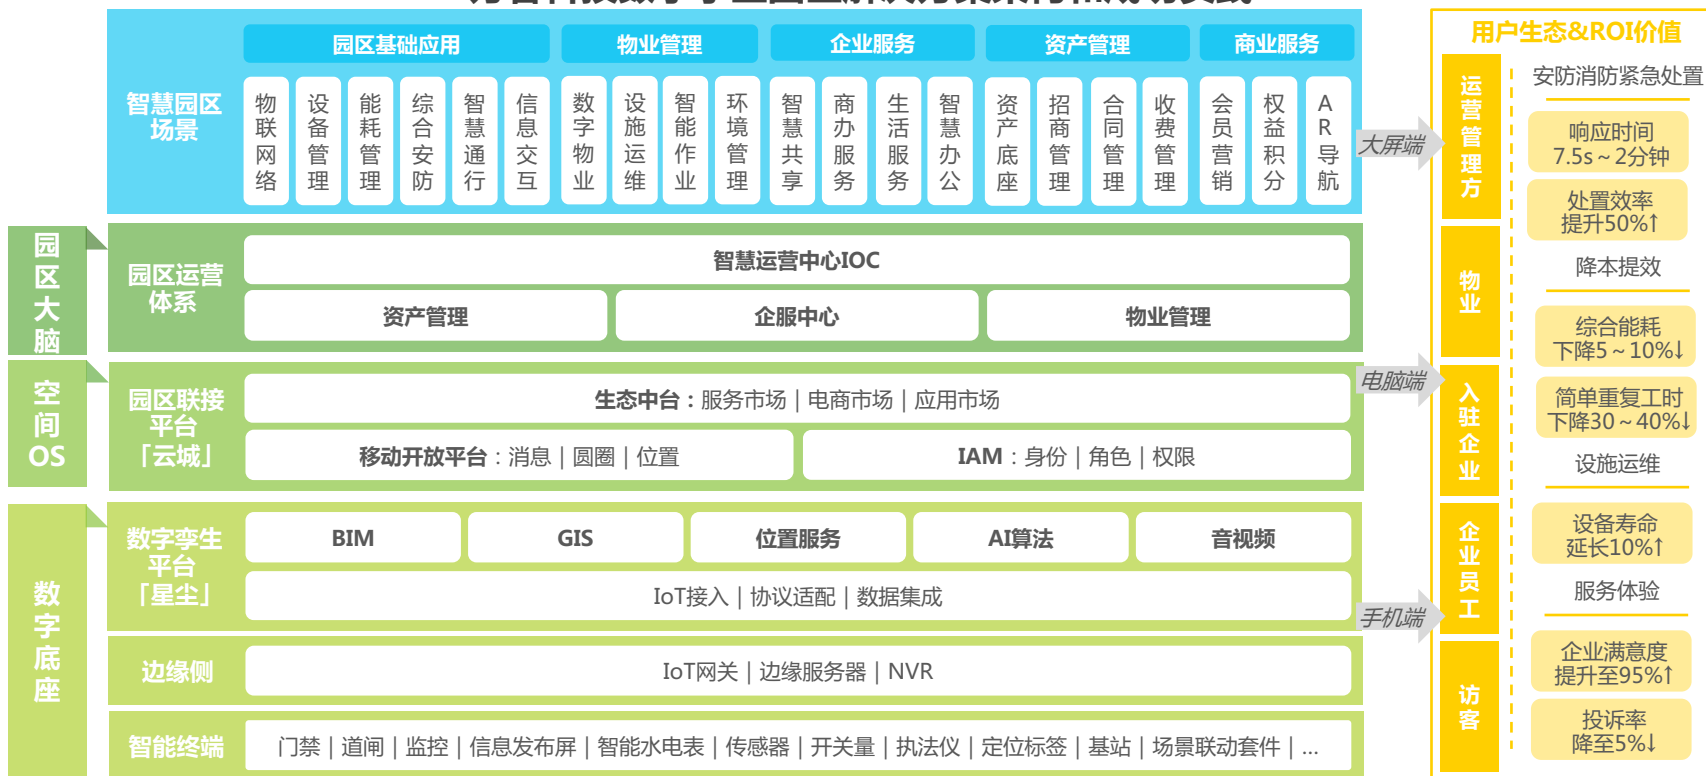 园区基础应用
物业管理
企业服务
资产管理
商业服务
智慧园区
场景
物联网络
设备管理
能耗管理
综合安防
智慧通行
信息交互
数字物业
设施运维
智能作业
环境管理
智慧共享
商办服务
生活服务
智慧办公
资产底座
招商管理
合同管理
收费管理
会员营销
权益积分
AR导航
园区大脑
园区运营
体系
智慧运营中心IOC
资产管理
企服中心
物业管理
空间OS
园区联接
平台
「云城」
生态中台：服务市场 | 电商市场 | 应用市场
移动开放平台：消息 | 圆圈 | 位置
IAM：身份 | 角色 | 权限
数字底座
数字孪生
平台
「星尘」
BIM
GIS
位置服务
AI算法
音视频
IoT接入 | 协议适配 | 数据集成
边缘侧
IoT网关 | 边缘服务器 | NVR
智能终端
门禁 | 道闸 | 监控 | 信息发布屏 | 智能水电表 | 传感器 | 开关量 | 执法仪 | 定位标签 | 基站 | 场景联动套件 | ...
大屏端
电脑端
手机端
用户生态&ROI价值
运营管理方
物业
入驻企业
企业员工
访客
安防消防紧急处置
响应时间
7.5s～2分钟
处置效率
提升50%↑
降本提效
综合能耗
下降5～10%↓
简单重复工时
下降30～40%↓
设施运维
设备寿命
延长10%↑
服务体验
企业满意度
提升至95%↑
投诉率
降至5%↓